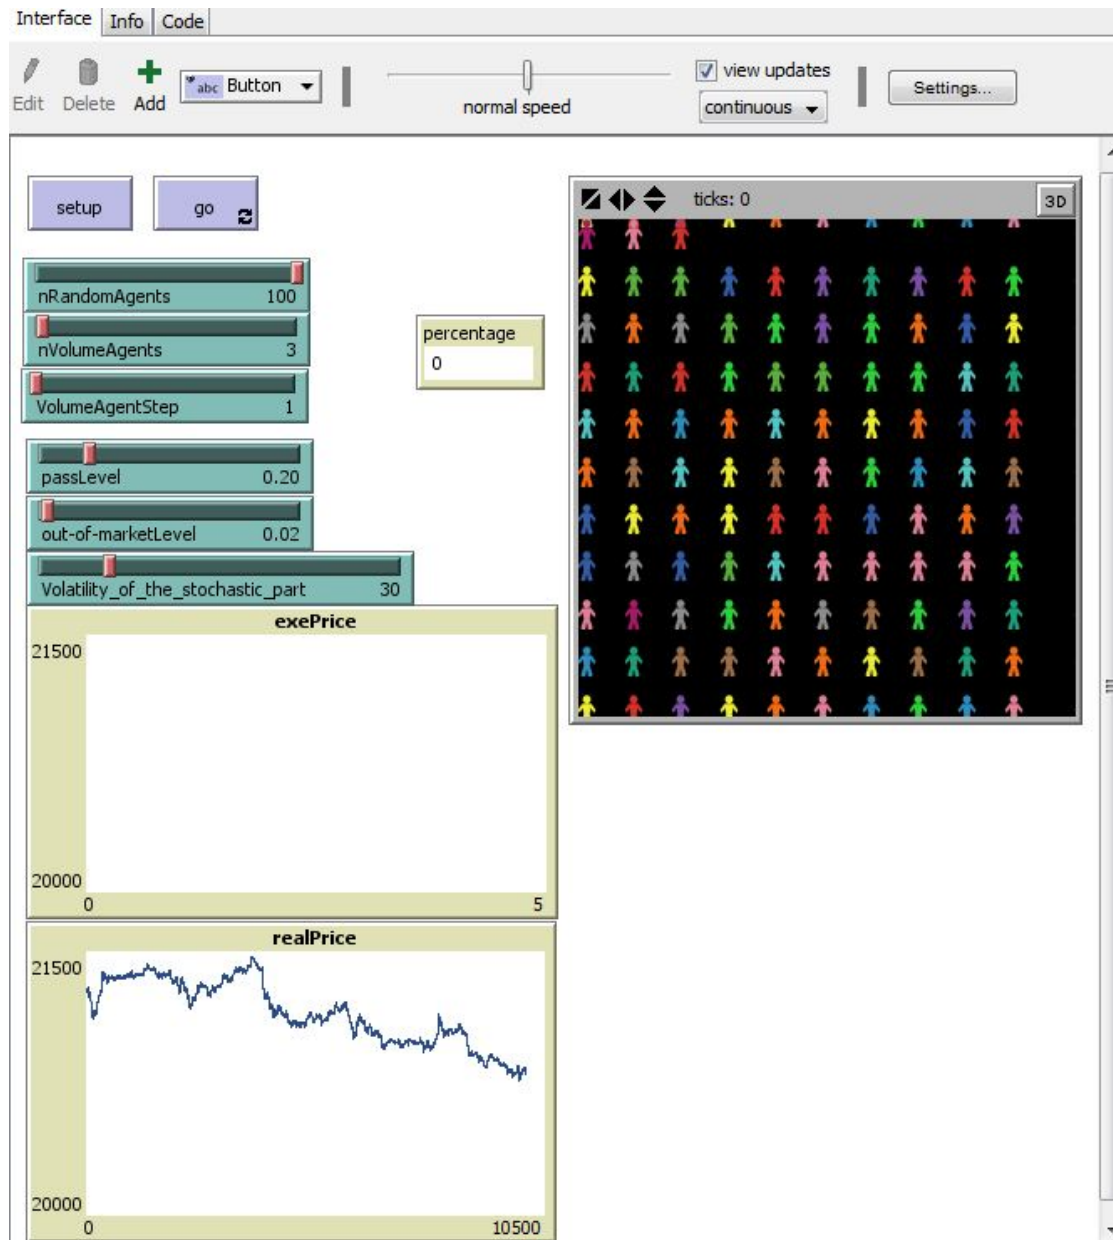 Interface Info Code
Edit Delete Add abc Button normal speed view updates continuous Settings...
setup go
ticks: 0 3D
nRandomAgents 100
nVolumeAgents 3
VolumeAgentStep 1
percentage
0
passLevel 0.20
out-of-marketLevel 0.02
Volatility_of_the_stochastic_part 30
exePrice
21500
20000
0 5
realPrice
21500
20000
0 10500